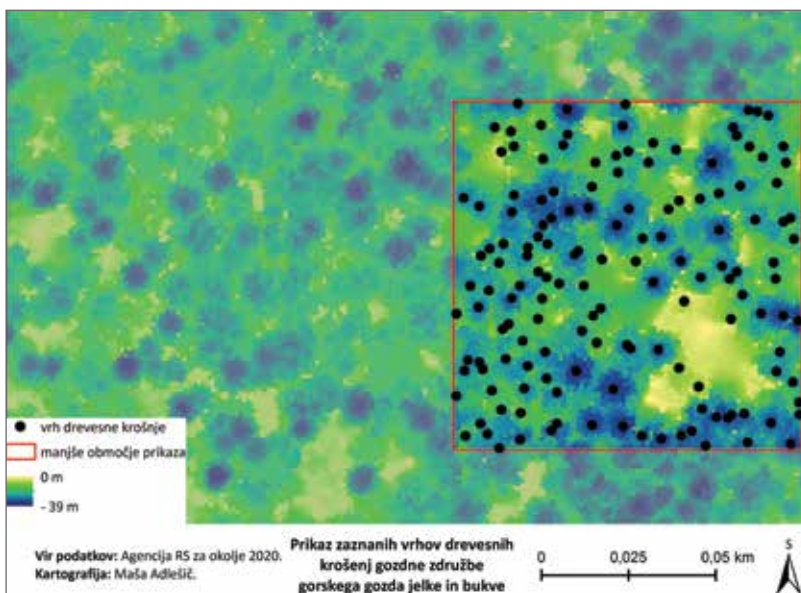 vrh drevesne krošnje
manjše območje prikaza
0 m
- 39 m
Vir podatkov: Agencija RS za okolje 2020.
Kartografija: Maša Adlešič.
Prikaz zaznanih vrhov drevesnih
krošenj gozdne združbe
gorskega gozda jelke in bukve
0 0,025 0,05 km
S